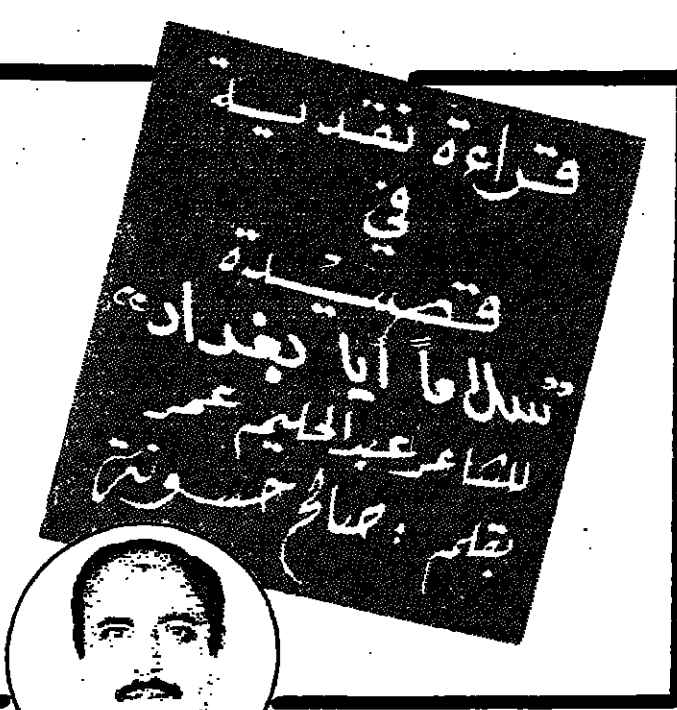 قراءة نقدية
في
قصيدة
"سلاماً أيا بغداد"
للشاعر عبدالحليم عمر
بقلم : صالح حسونة